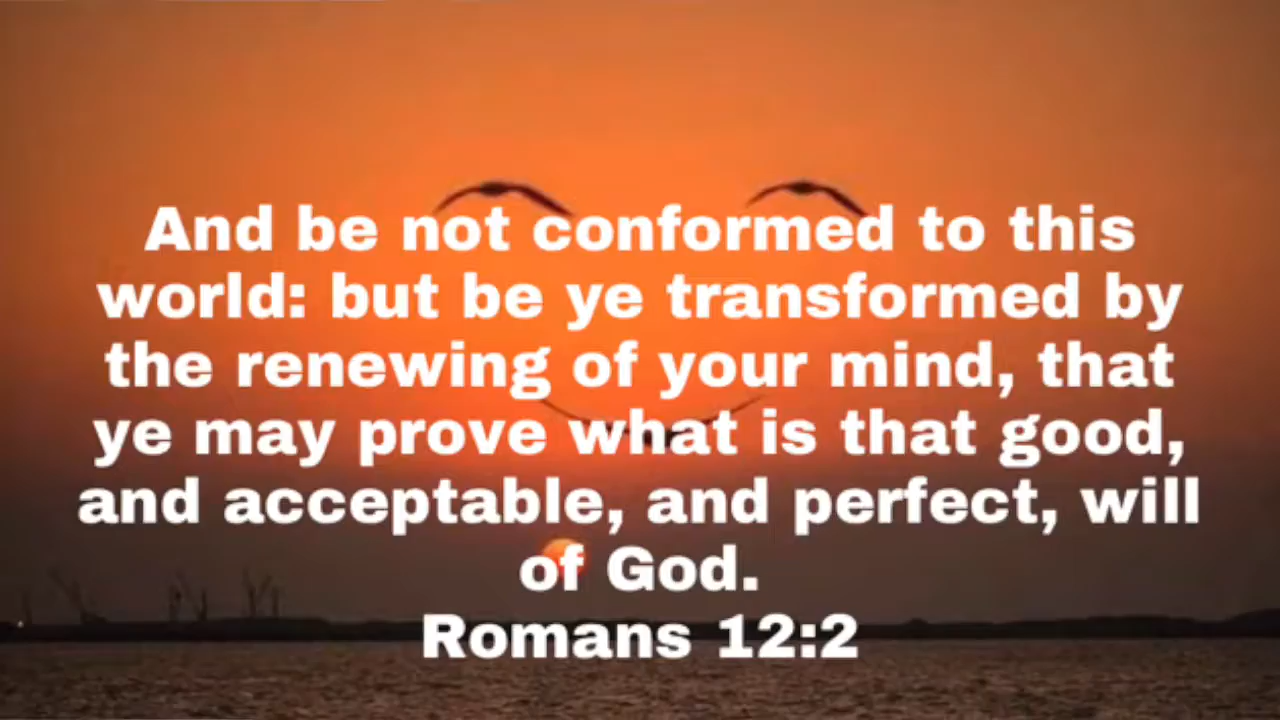 And be not conformed to this
world: but be ye transformed by
the renewing of your mind, that
ye may prove what is that good,
and acceptable, and perfect, will
of God.
Romans 12:2